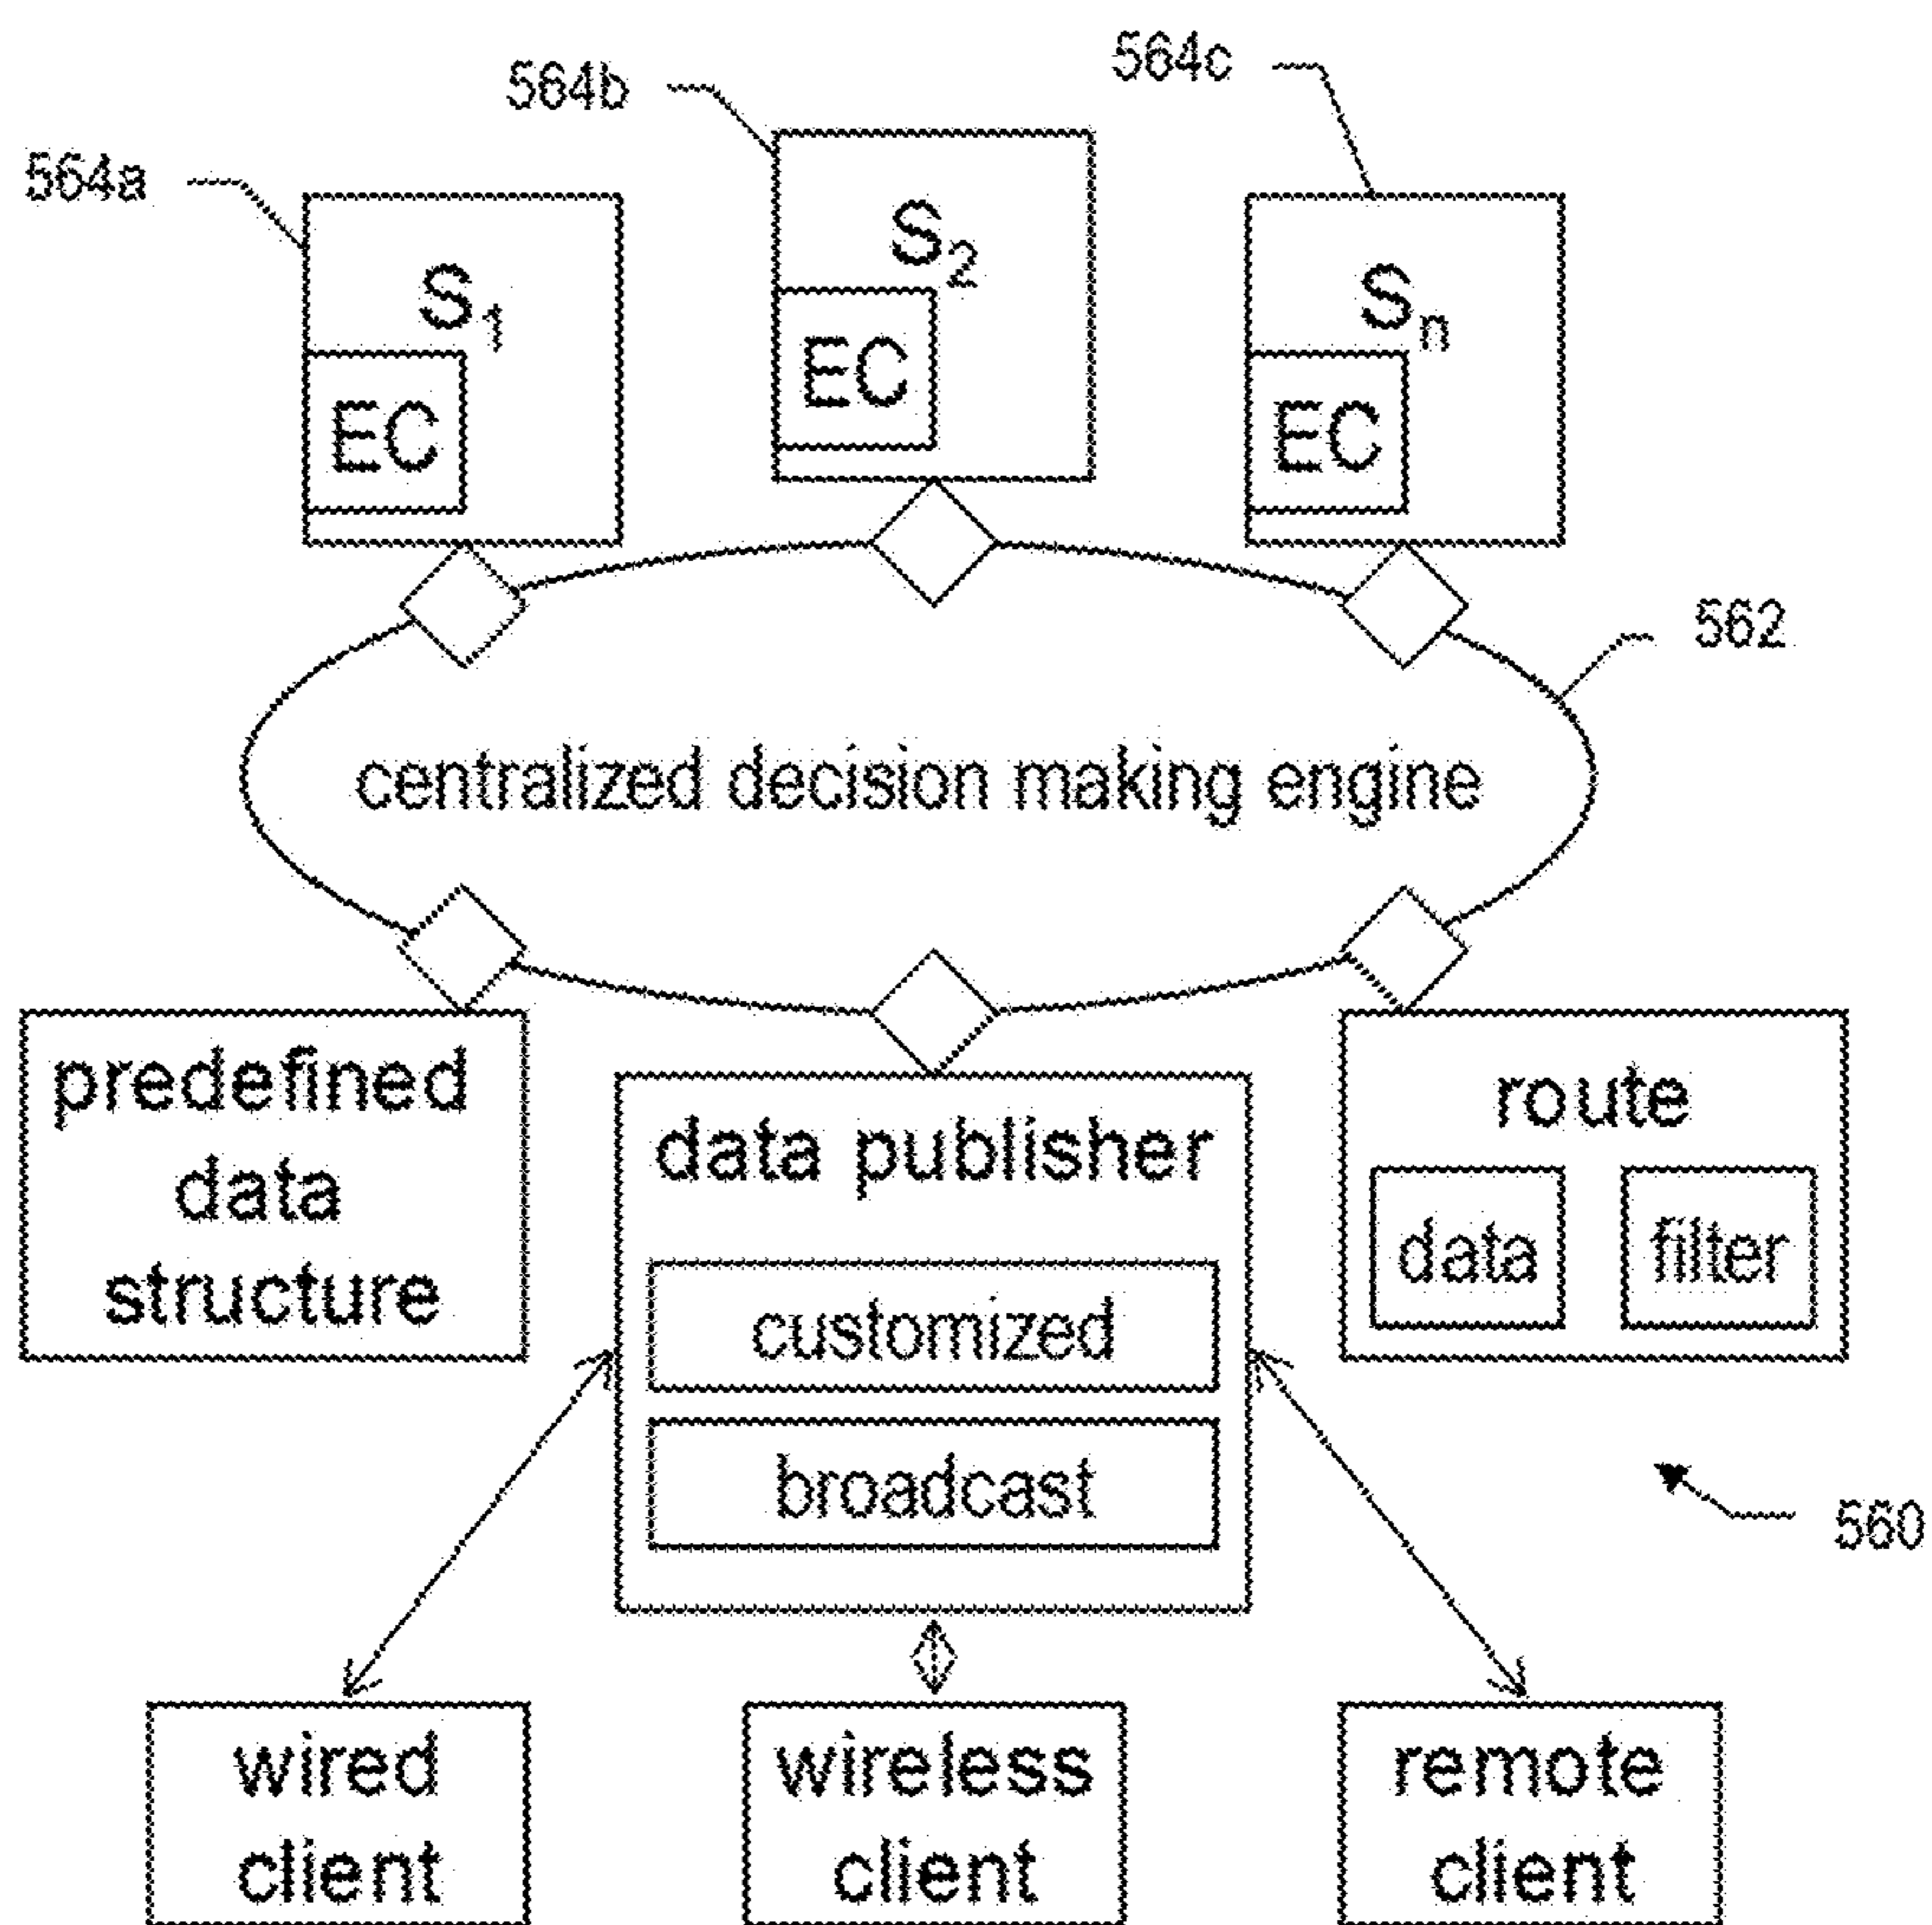 564c
564b
564a
S2
S1
Sn
EC
EC
EC
562
centralized decision making engine
predefined
data
structure
data publisher
customized
broadcast
route
data
filter
560
wired
client
wireless
client
remote
client